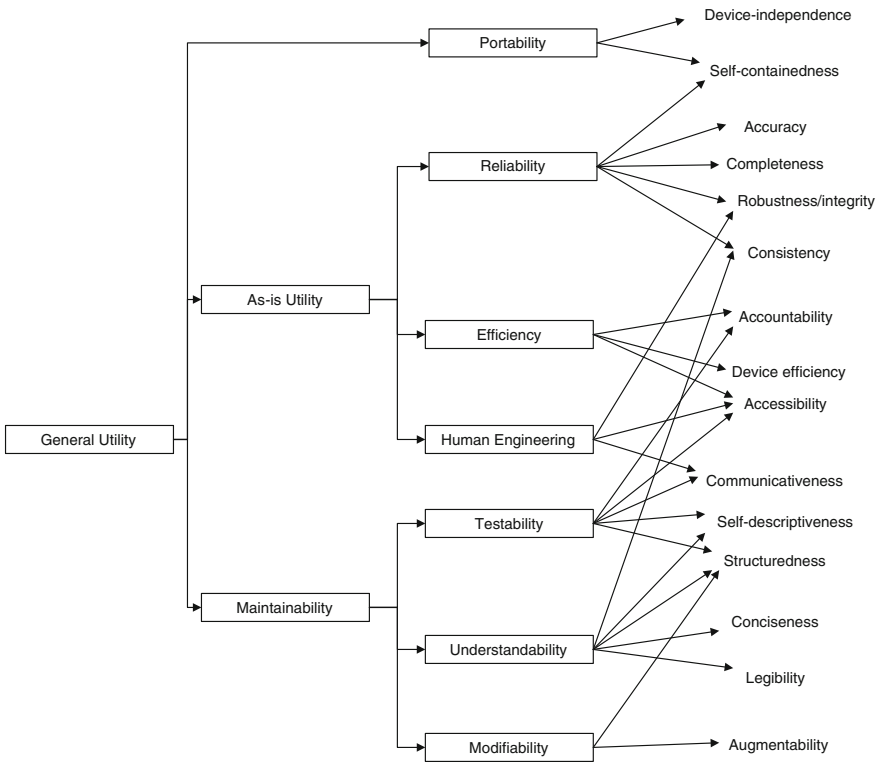 Device-independence
Portability
Self-containedness
Accuracy
Reliability
Completeness
Robustness/integrity
Consistency
As-is Utility
Accountability
Efficiency
Device efficiency
Accessibility
General Utility
Human Engineering
Communicativeness
Testability
Self-descriptiveness
Structuredness
Maintainability
Conciseness
Understandability
Legibility
Modifiability
Augmentability